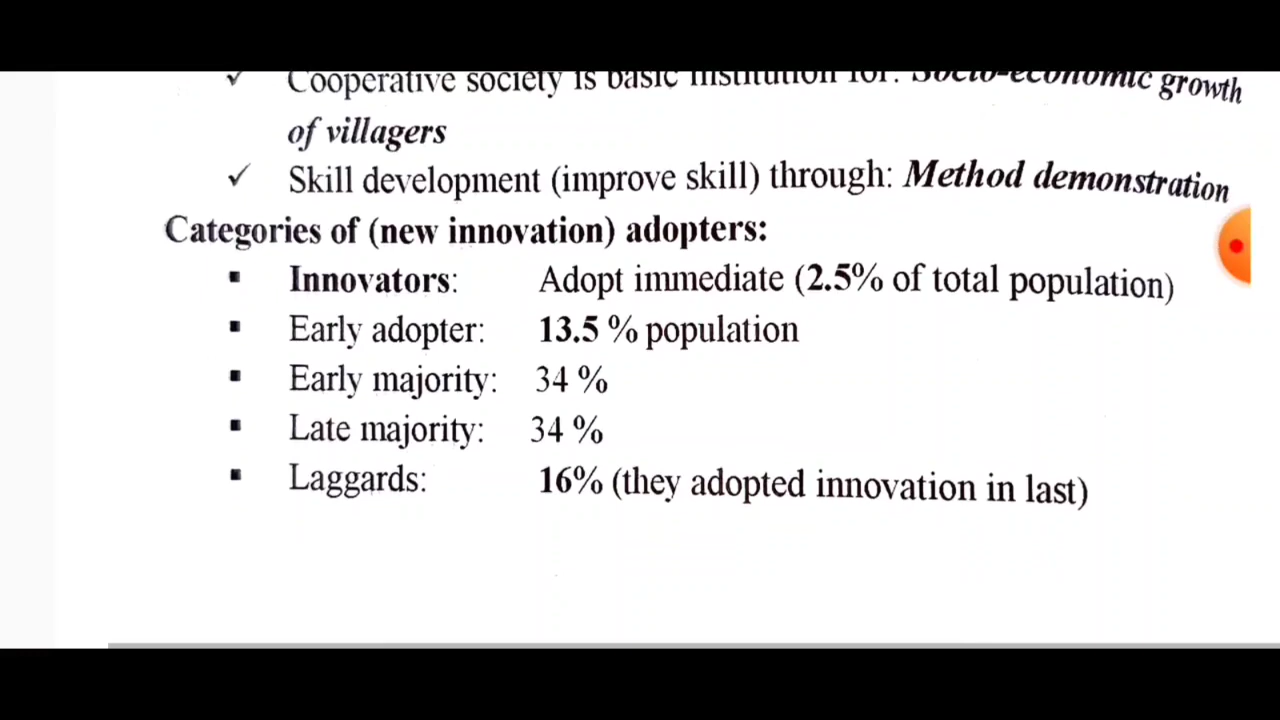 ✓ Cooperative society is basic institution for: Socio-economic growth
of villagers
✓ Skill development (improve skill) through: Method demonstration
Categories of (new innovation) adopters:
▪ Innovators: Adopt immediate (2.5% of total population)
▪ Early adopter: 13.5 % population
▪ Early majority: 34 %
▪ Late majority: 34 %
▪ Laggards: 16% (they adopted innovation in last)